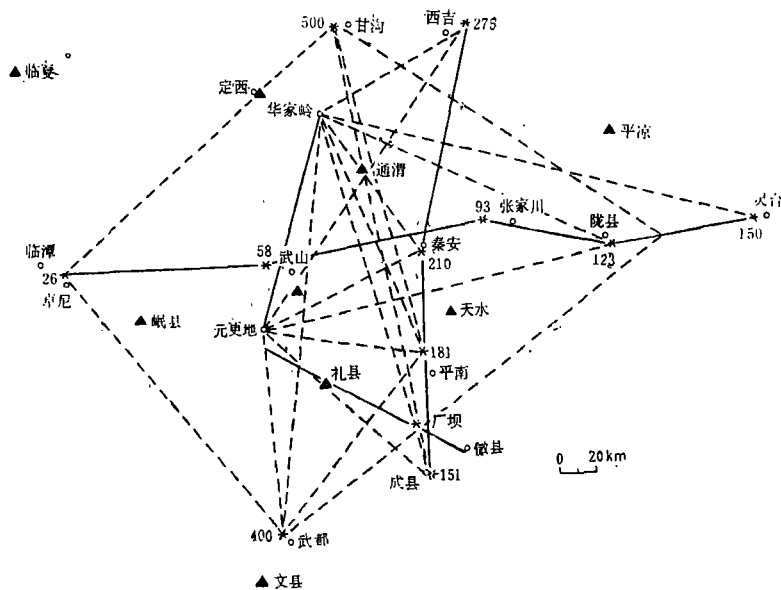 500 甘沟
西吉 276
临夏
定西
华家岭
平凉
通渭
灵台
150
93 张家川
陇县
123
临潭
58
武山
秦安
210
26
卓尼
岷县
元更地
天水
181
平南
礼县
厂坝
徽县
0 20km
成县 151
400 武都
文县